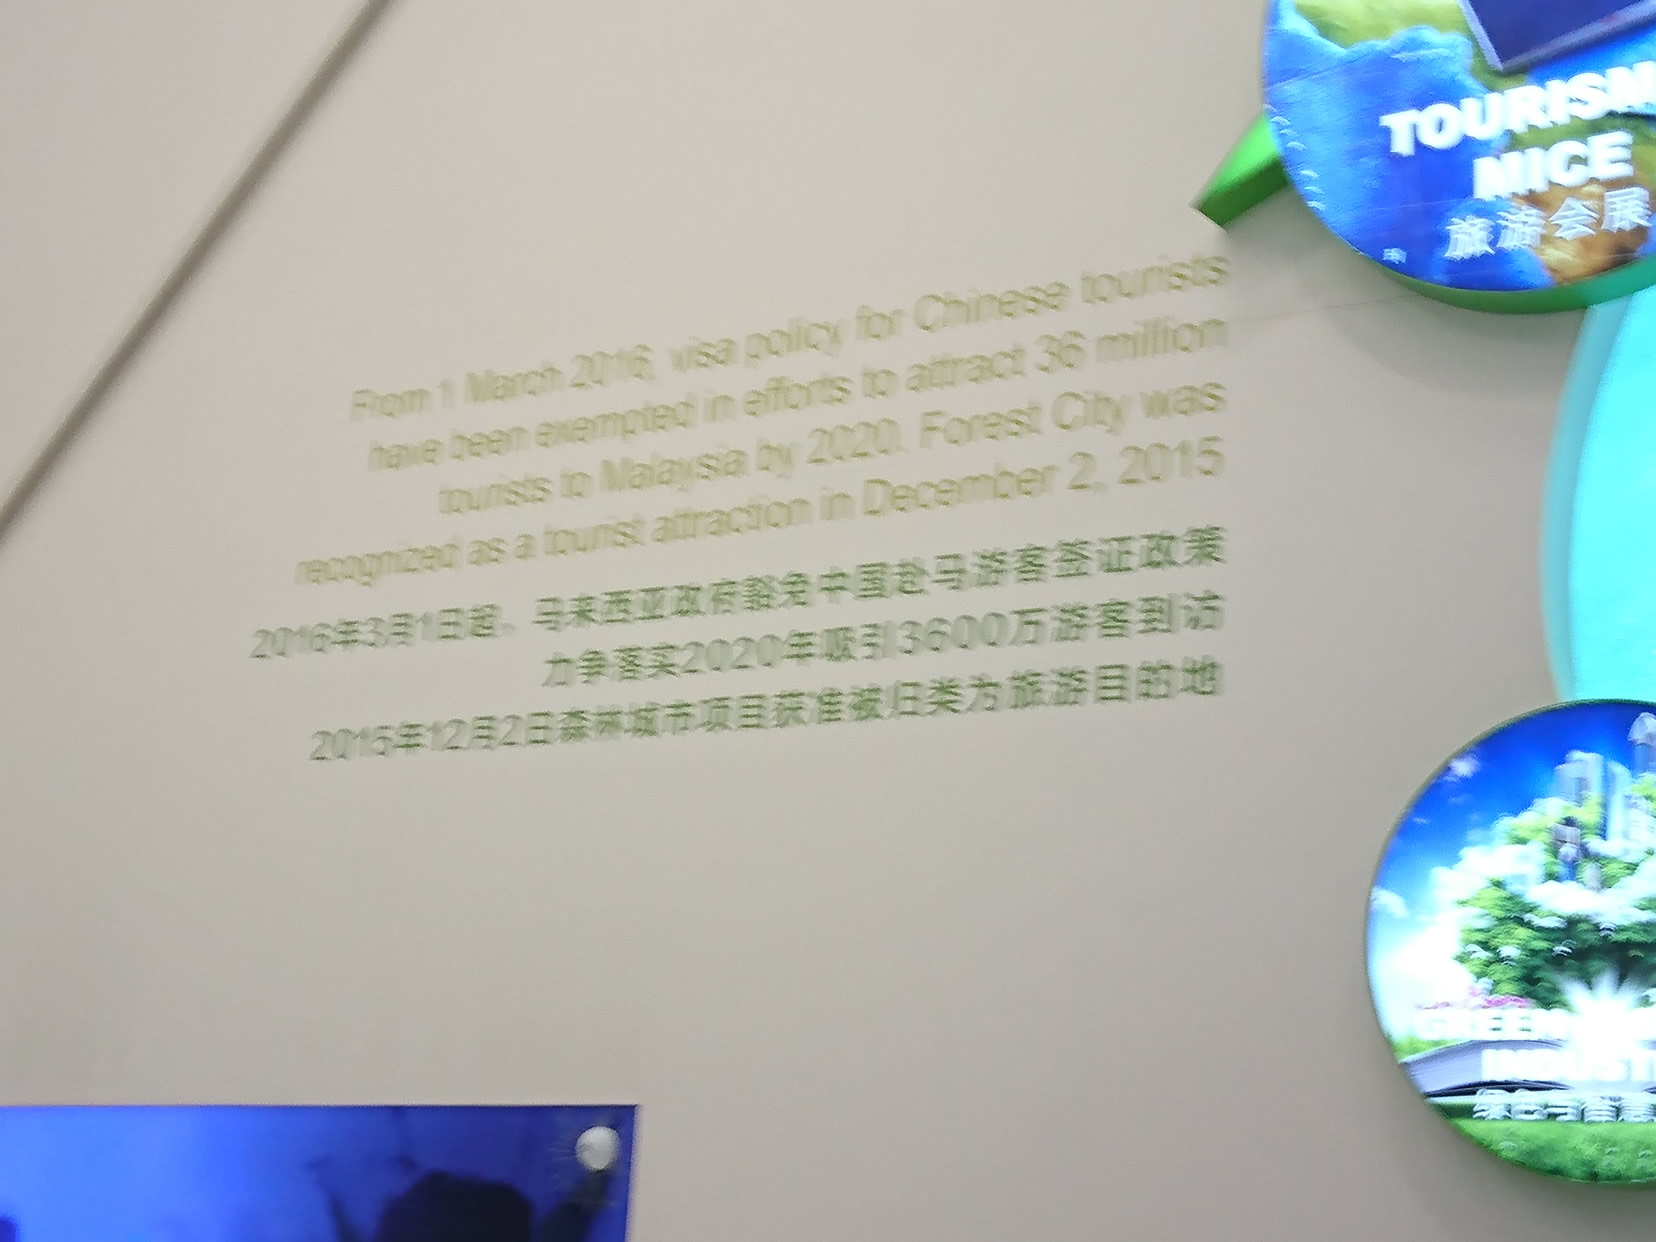 TOURISM
MICE
旅游会展
From 1 March 2016, visa policy for Chinese tourists
have been exempted in efforts to attract 36 million
tourists to Malaysia by 2020. Forest City was
recognized as a tourist attraction in December 2, 2015
2016年3月1日起，马来西亚政府豁免中国赴马游客签证政策
力争落实2020年吸引3600万游客到访
2015年12月2日森林城市项目获准被归类为旅游目的地
GREEN
绿色与智慧